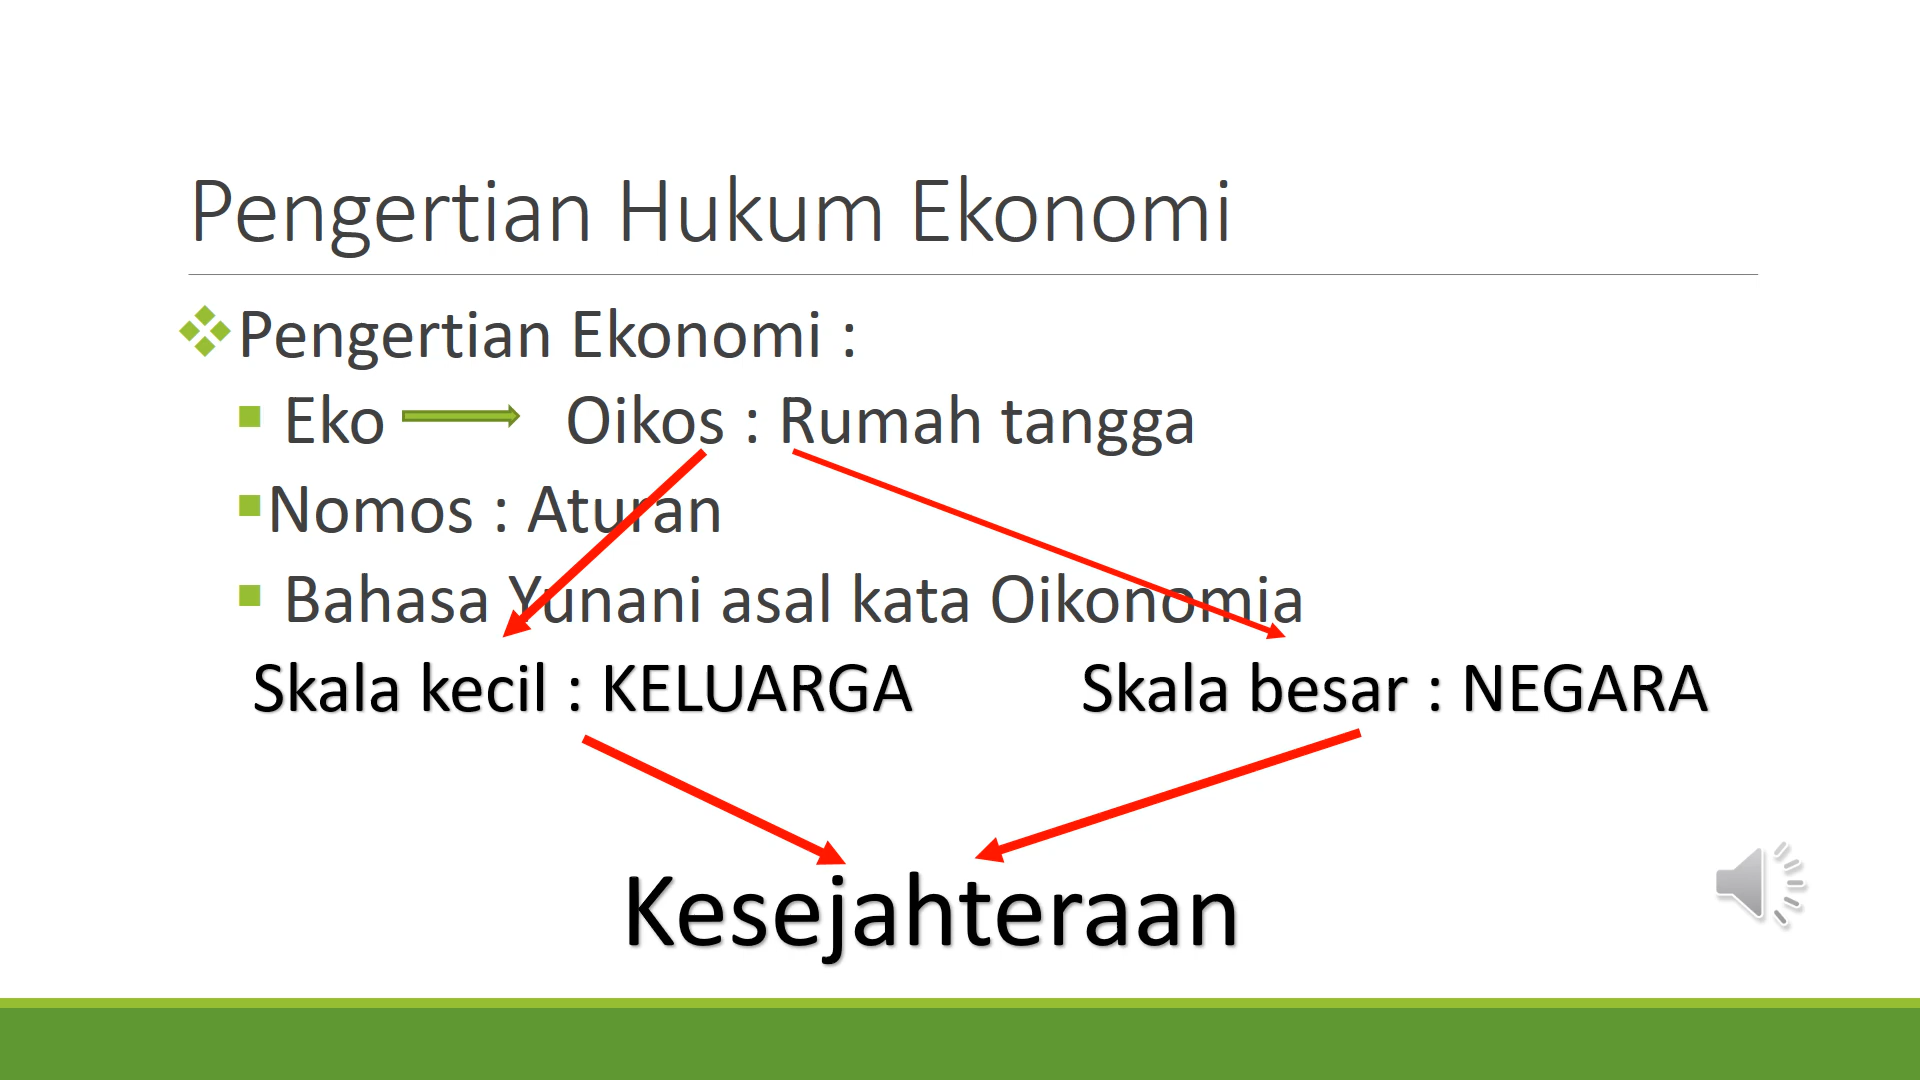 Pengertian Hukum Ekonomi
Pengertian Ekonomi :
Eko Oikos : Rumah tangga
Nomos : Aturan
Bahasa Yunani asal kata Oikonomia
Skala kecil : KELUARGA Skala besar : NEGARA
Kesejahteraan